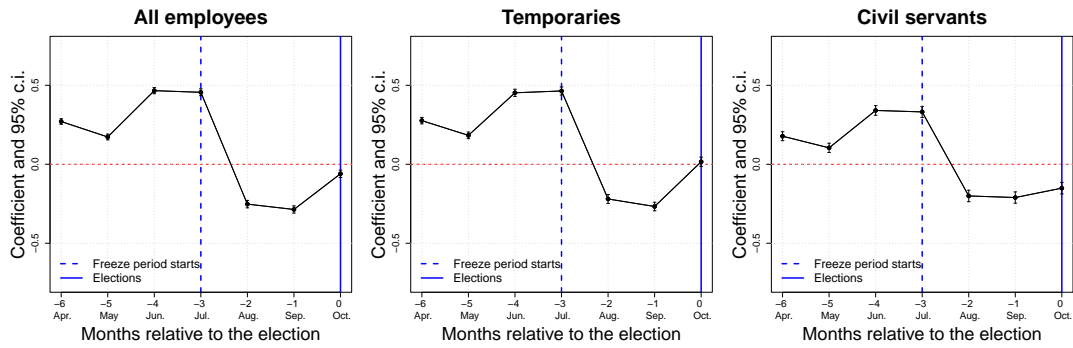 All employees
Coefficient and 95% c.i.
0.5
0.0
−0.5
Freeze period starts
Elections
−6 −5 −4 −3 −2 −1 0
Apr. May Jun. Jul. Aug. Sep. Oct.
Months relative to the election
Temporaries
Coefficient and 95% c.i.
0.5
0.0
−0.5
Freeze period starts
Elections
−6 −5 −4 −3 −2 −1 0
Apr. May Jun. Jul. Aug. Sep. Oct.
Months relative to the election
Civil servants
Coefficient and 95% c.i.
0.5
0.0
−0.5
Freeze period starts
Elections
−6 −5 −4 −3 −2 −1 0
Apr. May Jun. Jul. Aug. Sep. Oct.
Months relative to the election